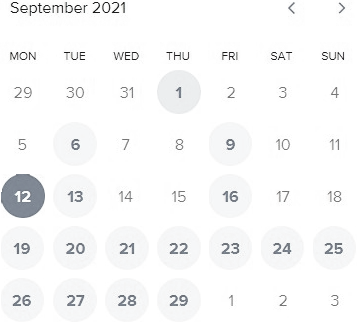 September 2021
MON TUE WED THU FRI SAT SUN
29 30 31 1 2 3 4
5 6 7 8 9 10 11
12 13 14 15 16 17 18
19 20 21 22 23 24 25
26 27 28 29 1 2 3